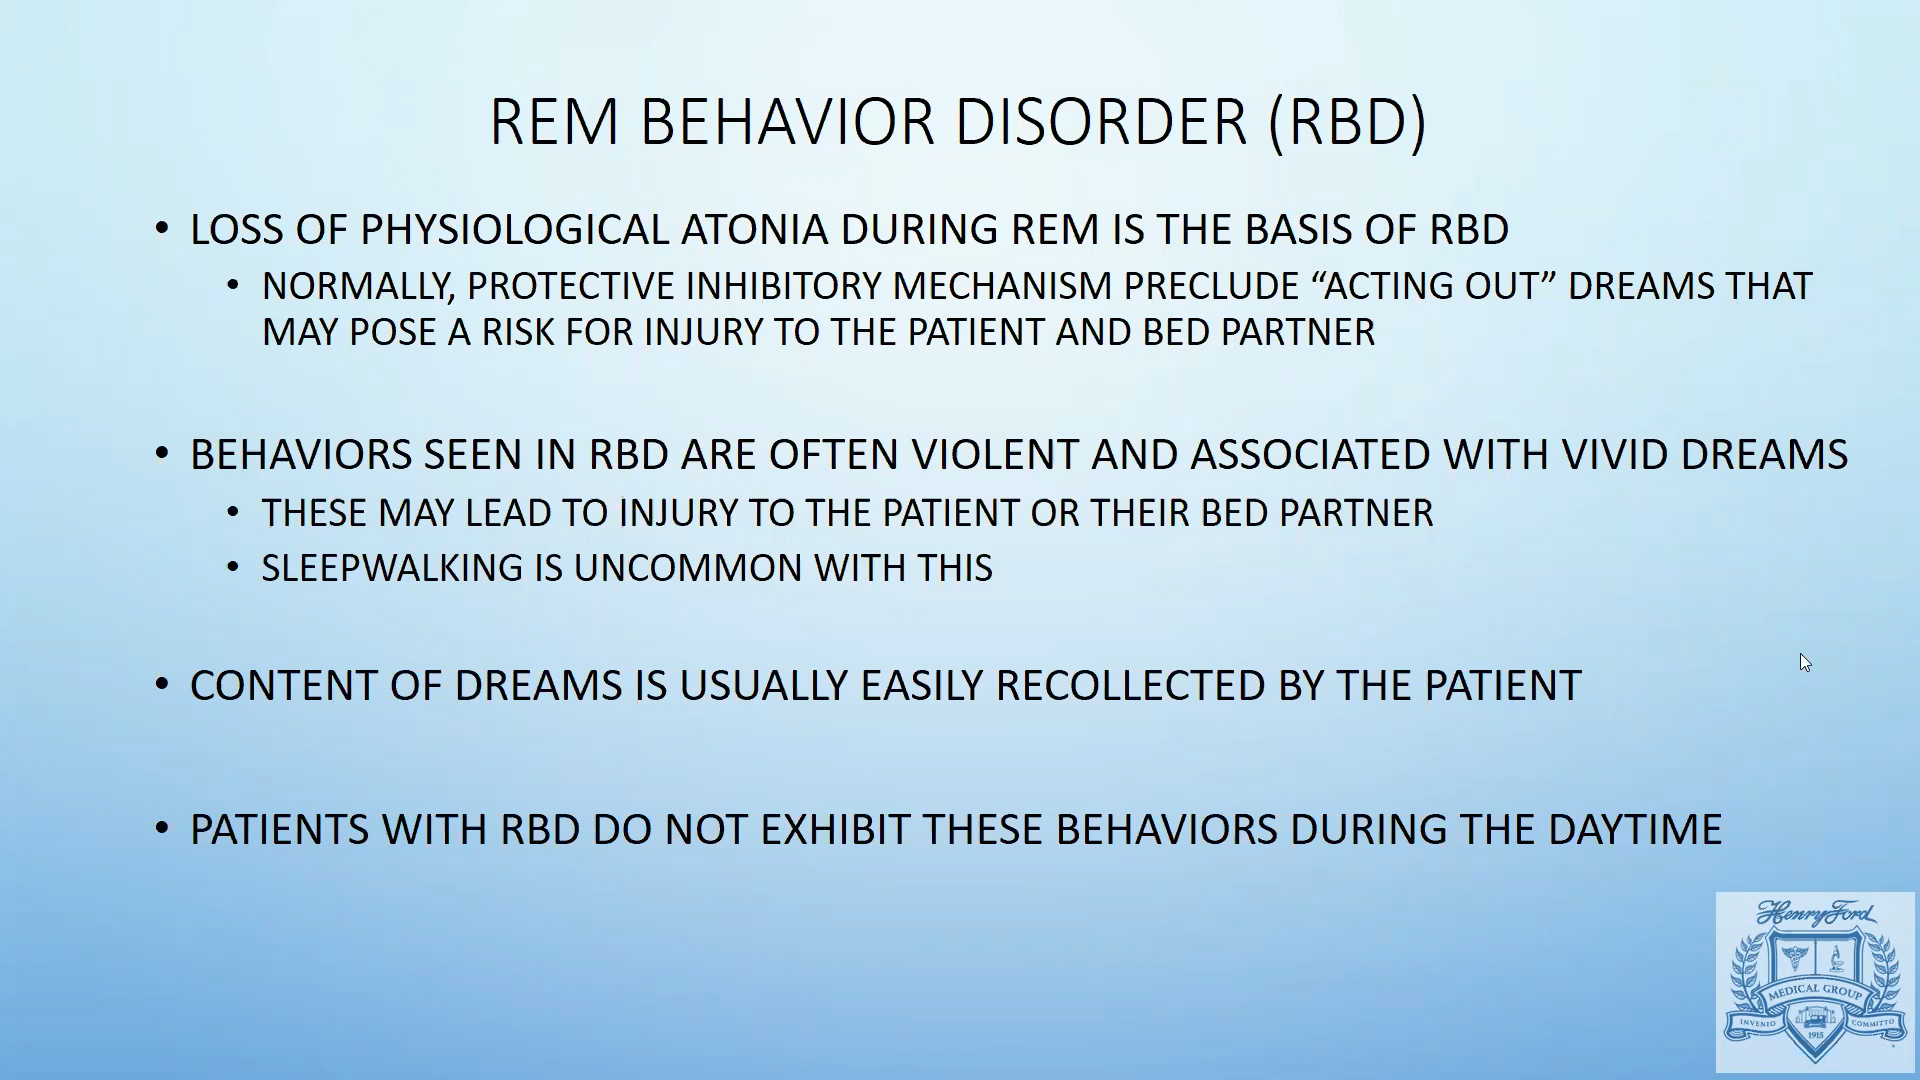 REM BEHAVIOR DISORDER (RBD)
• LOSS OF PHYSIOLOGICAL ATONIA DURING REM IS THE BASIS OF RBD
• NORMALLY, PROTECTIVE INHIBITORY MECHANISM PRECLUDE “ACTING OUT” DREAMS THAT
MAY POSE A RISK FOR INJURY TO THE PATIENT AND BED PARTNER
• BEHAVIORS SEEN IN RBD ARE OFTEN VIOLENT AND ASSOCIATED WITH VIVID DREAMS
• THESE MAY LEAD TO INJURY TO THE PATIENT OR THEIR BED PARTNER
• SLEEPWALKING IS UNCOMMON WITH THIS
• CONTENT OF DREAMS IS USUALLY EASILY RECOLLECTED BY THE PATIENT
• PATIENTS WITH RBD DO NOT EXHIBIT THESE BEHAVIORS DURING THE DAYTIME
Henry Ford
MEDICAL GROUP
INVENIO COMMITTO
1915